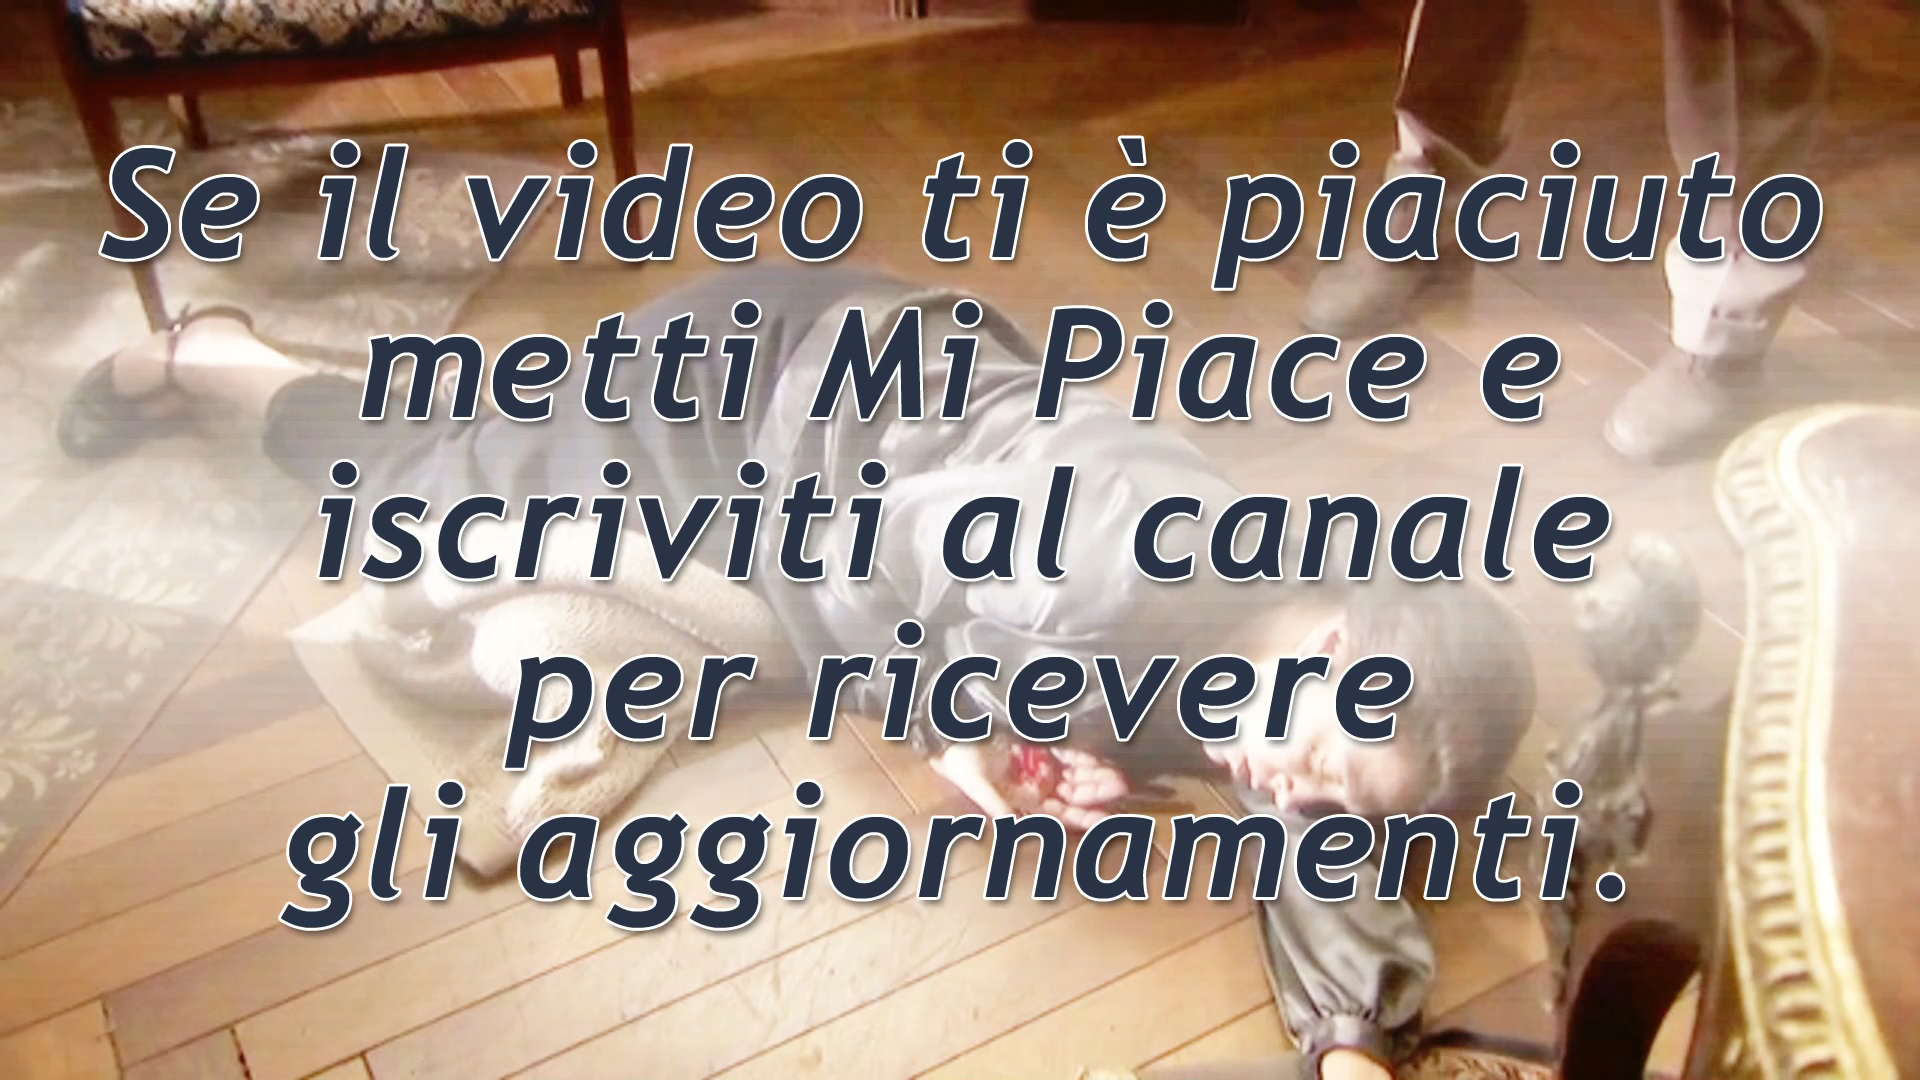 Se il video ti è piaciuto
metti Mi Piace e
iscriviti al canale
per ricevere
gli aggiornamenti.